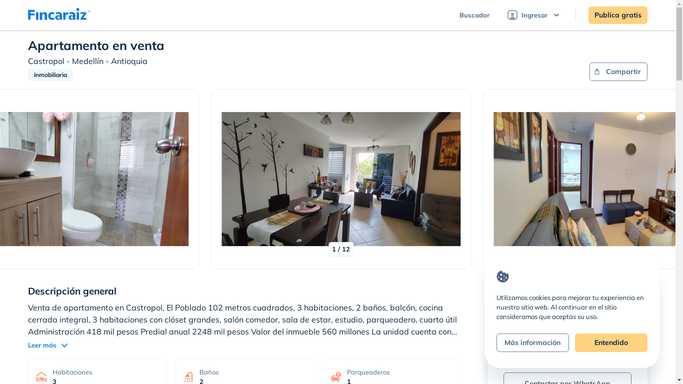 Fincaraiz
Buscador
Ingresar
Publica gratis
Apartamento en venta
Castropol - Medellín - Antioquia
Inmobiliaria
Compartir
1 / 12
Descripción general
Venta de apartamento en Castropol, El Poblado 102 metros cuadrados, 3 habitaciones, 2 baños, balcón, cocina
cerrada integral, 3 habitaciones con clóset grandes, salón comedor, sala de estar, estudio, parqueadero, cuarto útil
Administración 418 mil pesos Predial anual 2248 mil pesos Valor del inmueble 560 millones La unidad cuenta con...
Leer más
Habitaciones
3
Baños
2
Parqueaderos
1
Utilizamos cookies para mejorar tu experiencia en
nuestro sitio web. Al continuar en el sitio
consideramos que aceptas su uso.
Más información
Entendido
Contactar por WhatsApp